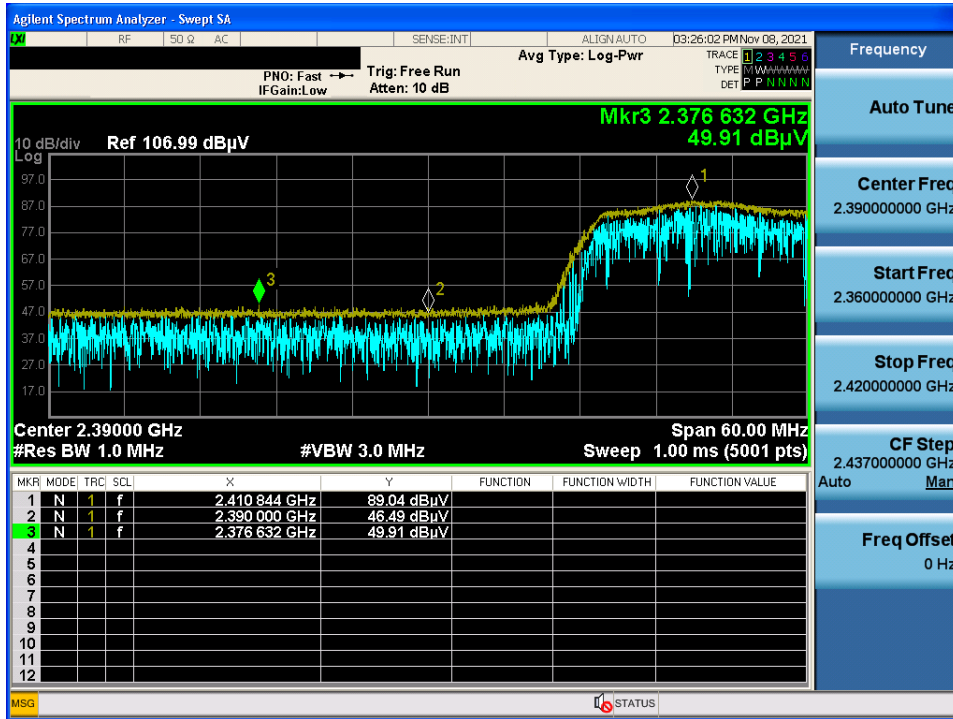 Agilent Spectrum Analyzer - Swept SA
LXI RF 50 Ω AC SENSE:INT ALIGN AUTO 03:26:02 PM Nov 08, 2021
Frequency
Avg Type: Log-Pwr
TRACE 1 2 3 4 5 6
PNO: Fast Trig: Free Run
TYPE M WWWWW
IFGain:Low Atten: 10 dB
DET P P N N N N
Auto Tune
Mkr3 2.376 632 GHz
49.91 dBµV
10 dB/div Ref 106.99 dBµV
Log
97.0
87.0
77.0
67.0
57.0
47.0
37.0
27.0
17.0
1
2
3
Center Freq
2.390000000 GHz
Start Freq
2.360000000 GHz
Stop Freq
2.420000000 GHz
Center 2.39000 GHz Span 60.00 MHz
#Res BW 1.0 MHz #VBW 3.0 MHz Sweep 1.00 ms (5001 pts)
CF Step
2.437000000 GHz
Auto Man
MKR MODE TRC SCL X Y FUNCTION FUNCTION WIDTH FUNCTION VALUE
1 N 1 f 2.410 844 GHz 89.04 dBµV
2 N 1 f 2.390 000 GHz 46.49 dBµV
3 N 1 f 2.376 632 GHz 49.91 dBµV
4
5
6
7
8
9
10
11
12
Freq Offset
0 Hz
MSG STATUS